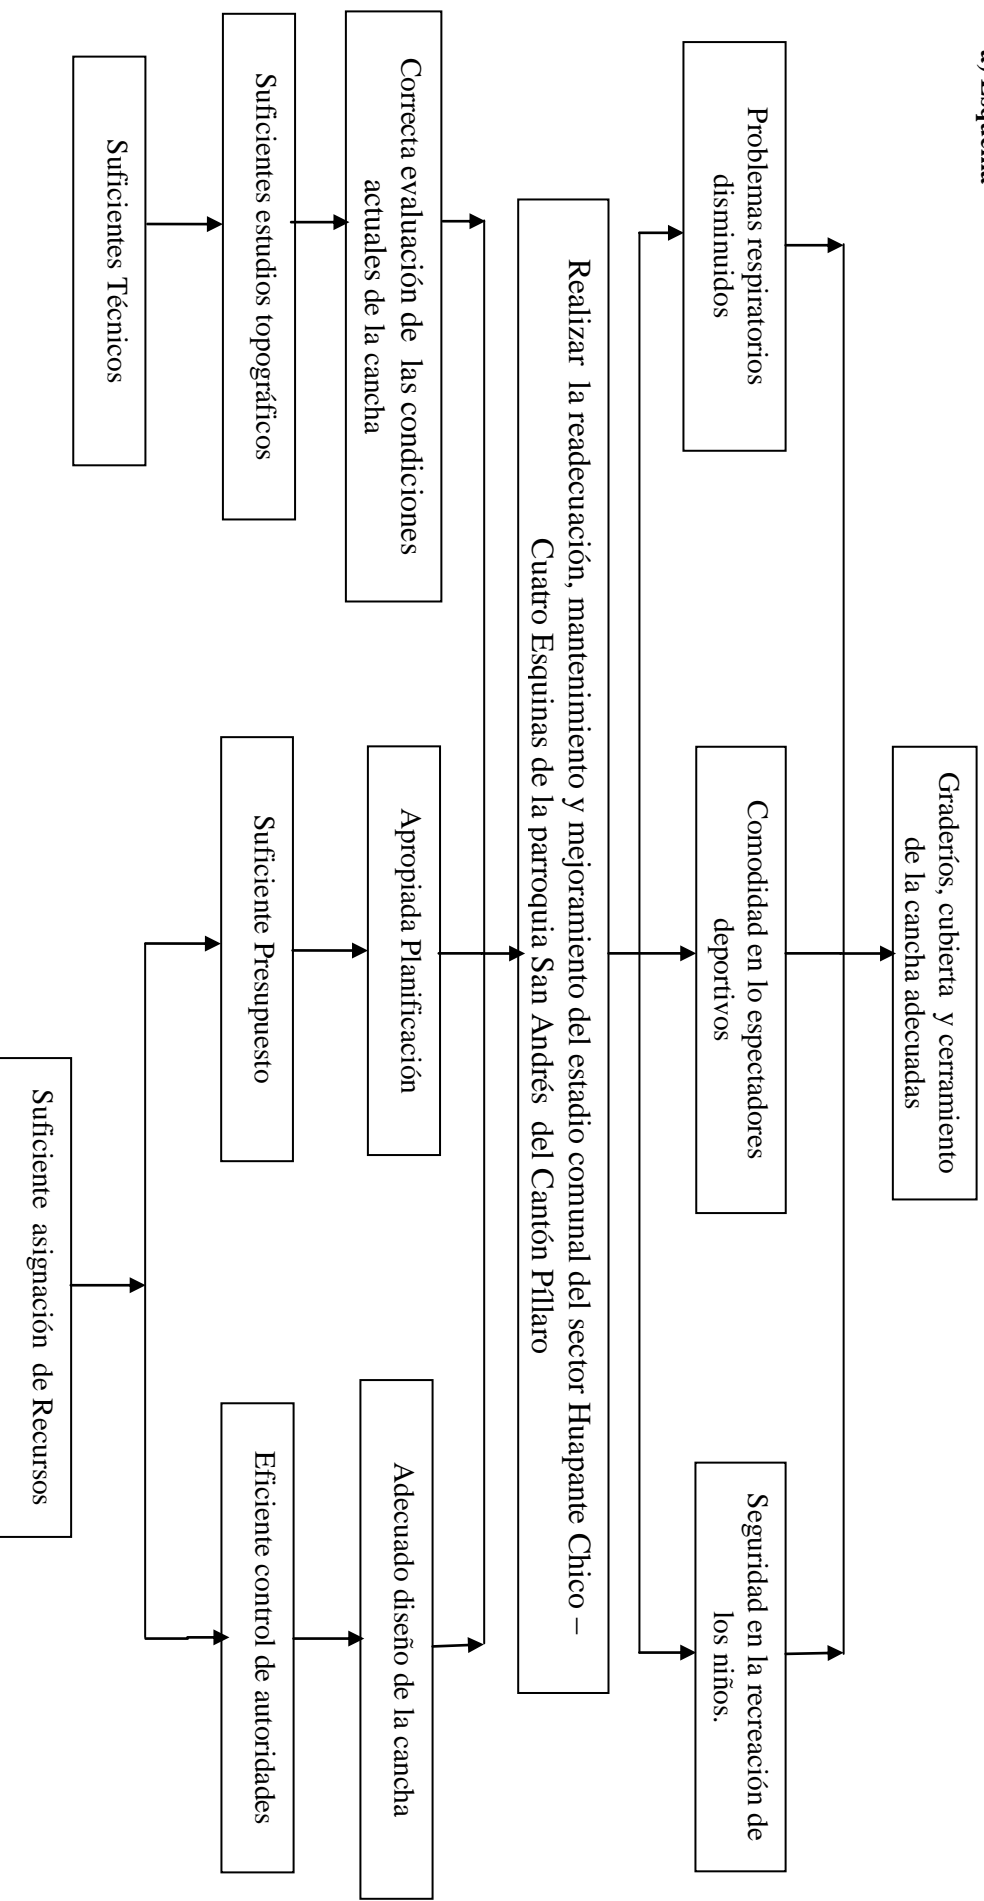 Graderíos, cubierta y cerramiento
de la cancha adecuadas
Problemas respiratorios
disminuidos
Comodidad en lo espectadores
deportivos
Seguridad en la recreación de
los niños.
Realizar la readecuación, mantenimiento y mejoramiento del estadio comunal del sector Huapante Chico –
Cuatro Esquinas de la parroquia San Andrés del Cantón Píllaro
Correcta evaluación de las condiciones
actuales de la cancha
Apropiada Planificación
Adecuado diseño de la cancha
Suficientes estudios topográficos
Suficiente Presupuesto
Eficiente control de autoridades
Suficientes Técnicos
Suficiente asignación de Recursos